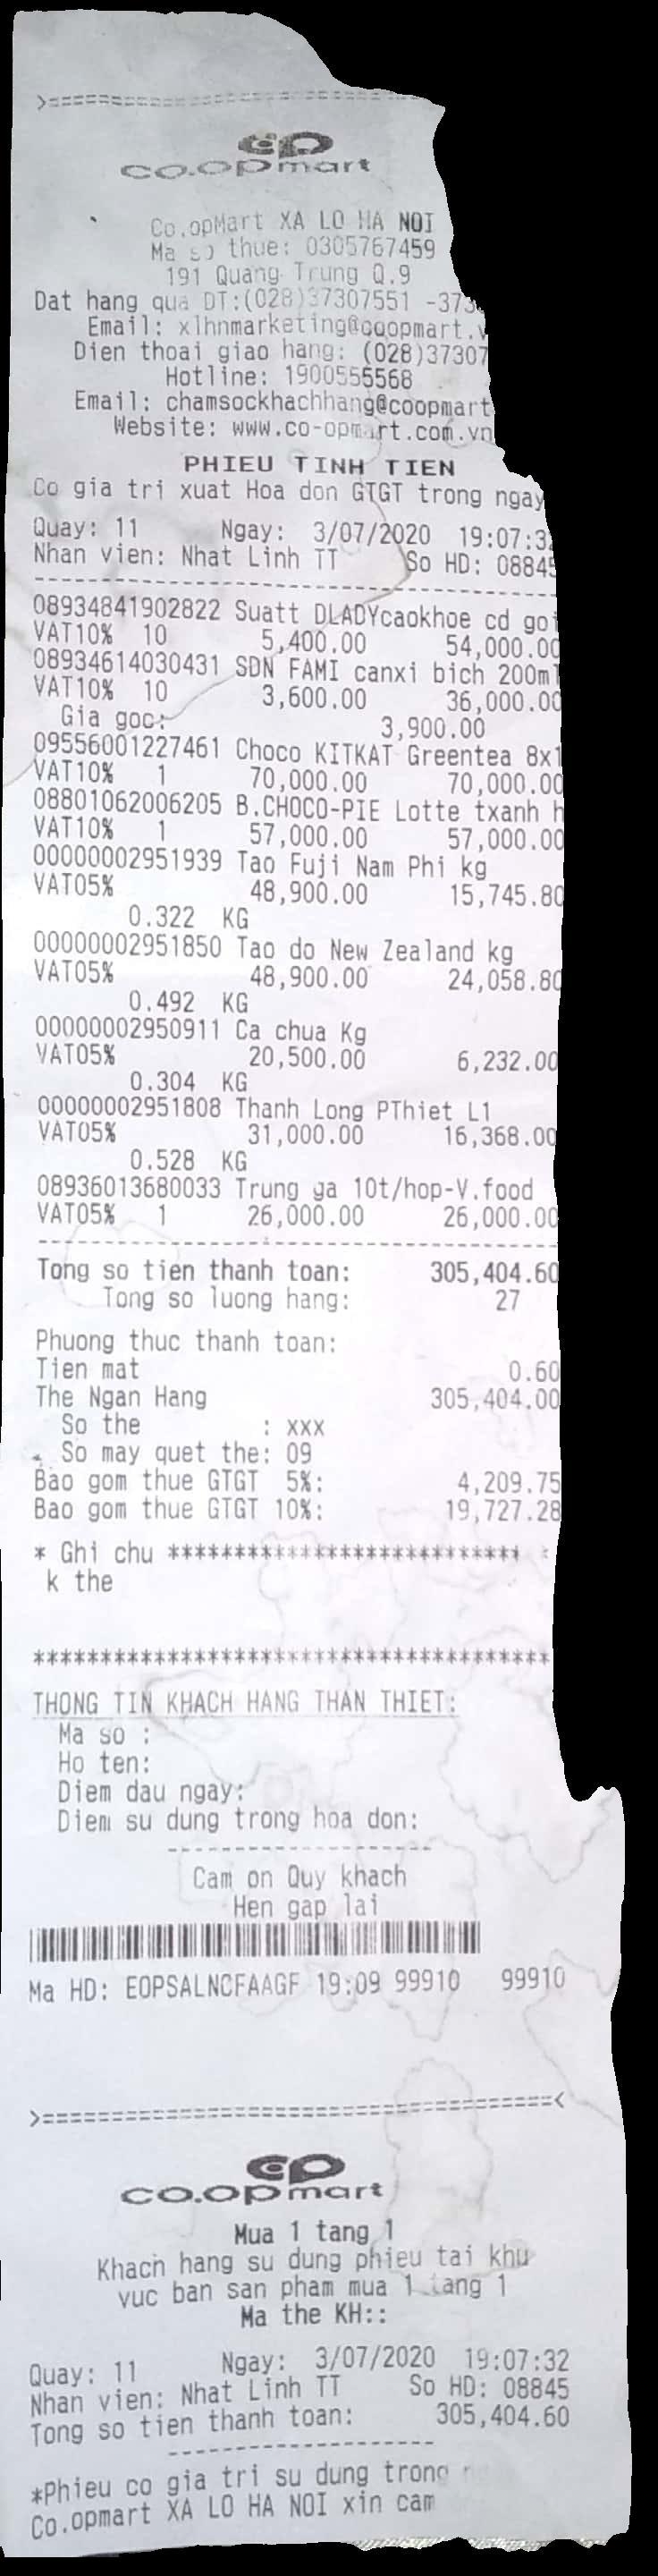 co.opmart
Co.opMart XA LO HA NOI
Ma so thue: 0305767459
191 Quang Trung Q.9
Dat hang qua DT:(028)37307551 -373
Email: xlhnmarketing@coopmart.v
Dien thoai giao hang: (028)37307
Hotline: 1900555568
Email: chamsockhachhang@coopmart
Website: www.co-opmart.com.vn
PHIEU TINH TIEN
Co gia tri xuat Hoa don GTGT trong ngay
Quay: 11 Ngay: 3/07/2020 19:07:3
Nhan vien: Nhat Linh TT So HD: 08845
08934841902822 Suatt DLADYcaokhoe cd goi
VAT10% 10 5,400.00 54,000.00
08934614030431 SDN FAMI canxi bich 200ml
VAT10% 10 3,600.00 36,000.00
Gia goc: 3,900.00
09556001227461 Choco KITKAT Greentea 8x1
VAT10% 1 70,000.00 70,000.00
08801062006205 B.CHOCO-PIE Lotte txanh h
VAT10% 1 57,000.00 57,000.00
00000002951939 Tao Fuji Nam Phi kg
VAT05% 48,900.00 15,745.80
0.322 KG
00000002951850 Tao do New Zealand kg
VAT05% 48,900.00 24,058.80
0.492 KG
00000002950911 Ca chua Kg
VAT05% 20,500.00 6,232.00
0.304 KG
00000002951808 Thanh Long PThiet L1
VAT05% 31,000.00 16,368.00
0.528 KG
08936013680033 Trung ga 10t/hop-V.food
VAT05% 1 26,000.00 26,000.00
Tong so tien thanh toan: 305,404.60
Tong so luong hang: 27
Phuong thuc thanh toan:
Tien mat 0.60
The Ngan Hang 305,404.00
So the : xxx
So may quet the: 09
Bao gom thue GTGT 5%: 4,209.75
Bao gom thue GTGT 10%: 19,727.28
* Ghi chu ***************************
k the
****************************************
THONG TIN KHACH HANG THAN THIET:
Ma so :
Ho ten:
Diem dau ngay:
Diem su dung trong hoa don:
Cam on Quy khach
Hen gap lai
Ma HD: EOPSALNCFAAGF 19:09 99910 99910
co.opmart
Mua 1 tang 1
Khach hang su dung phieu tai khu
vuc ban san pham mua 1 tang 1
Ma the KH::
Quay: 11 Ngay: 3/07/2020 19:07:32
Nhan vien: Nhat Linh TT So HD: 08845
Tong so tien thanh toan: 305,404.60
*Phieu co gia tri su dung trong
Co.opmart XA LO HA NOI xin cam